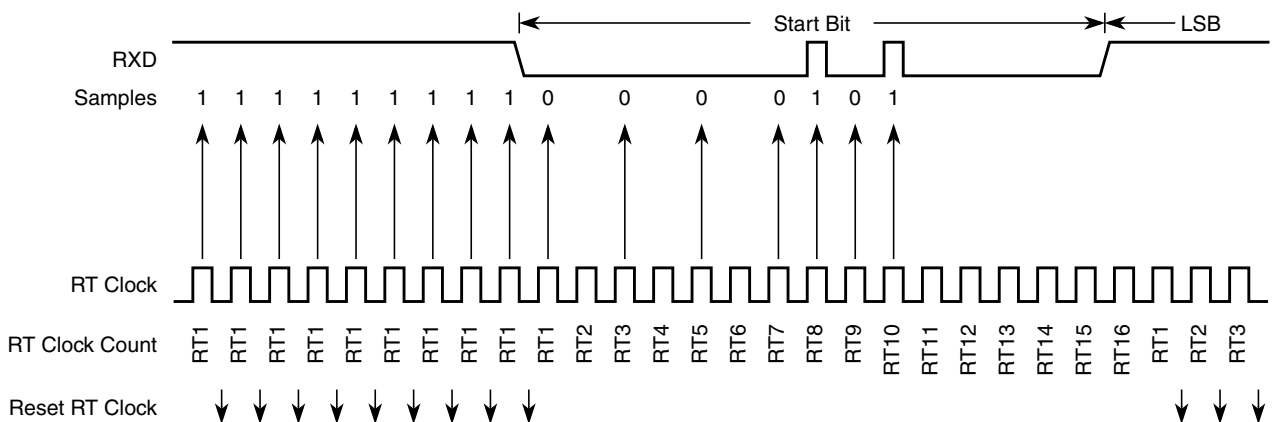 Start Bit LSB
RXD
Samples 1 1 1 1 1 1 1 1 1 0 0 0 0 1 0 1
RT Clock
RT Clock Count RT1 RT1 RT1 RT1 RT1 RT1 RT1 RT1 RT1 RT1 RT2 RT3 RT4 RT5 RT6 RT7 RT8 RT9 RT10 RT11 RT12 RT13 RT14 RT15 RT16 RT1 RT2 RT3
Reset RT Clock